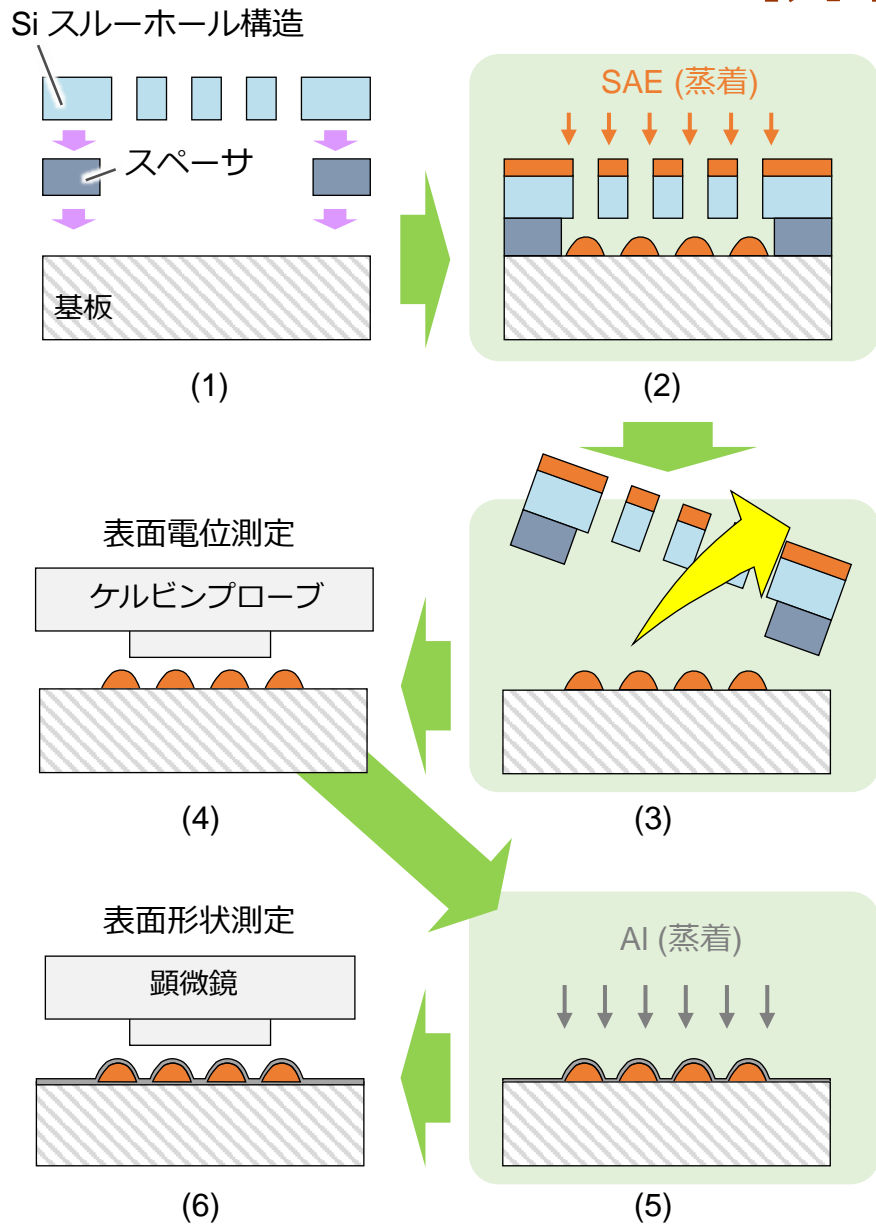 Si スルーホール構造
スペーサ
基板
(1)
SAE (蒸着)
(2)
表面電位測定
ケルビンプローブ
(4)
(3)
表面形状測定
顕微鏡
(6)
Al (蒸着)
(5)